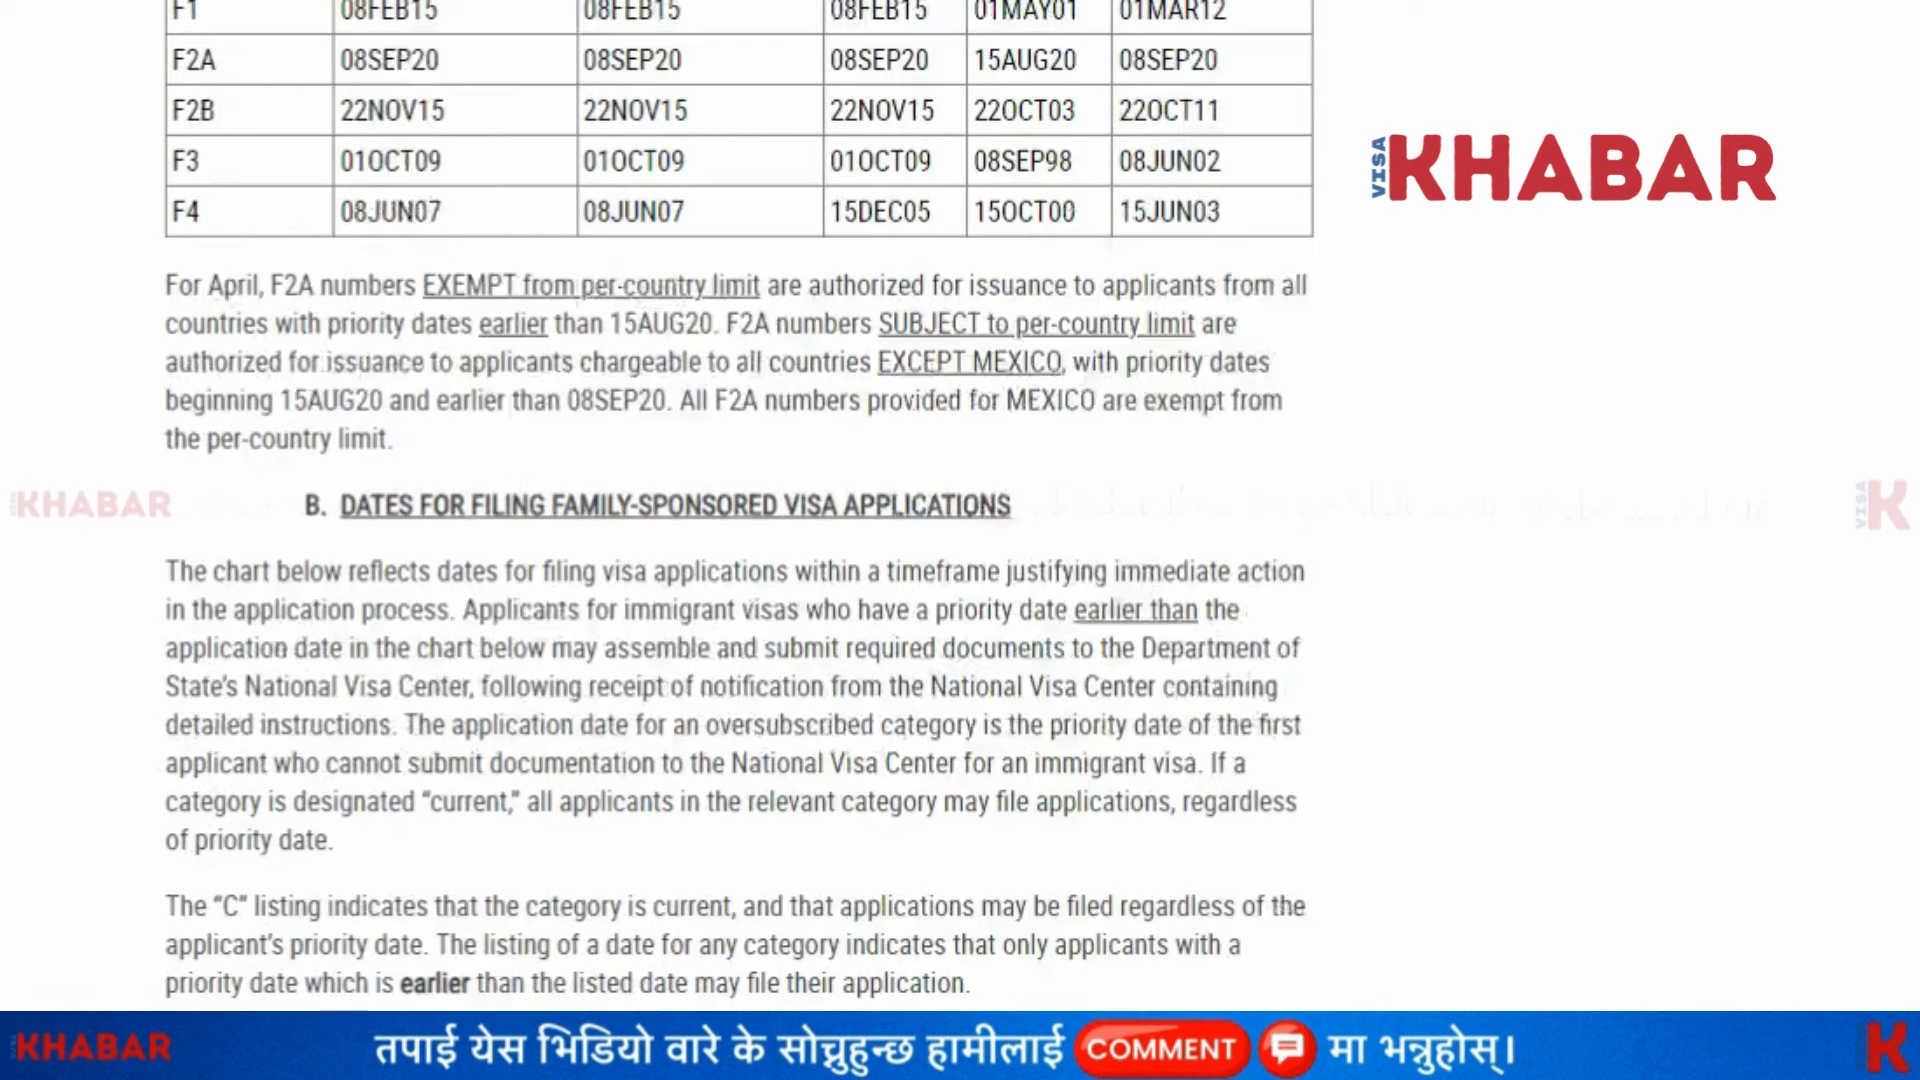 F1 08FEB15 08FEB15 08FEB15 01MAY01 01MAR12
F2A 08SEP20 08SEP20 08SEP20 15AUG20 08SEP20
F2B 22NOV15 22NOV15 22NOV15 22OCT03 22OCT11
F3 01OCT09 01OCT09 01OCT09 08SEP98 08JUN02
F4 08JUN07 08JUN07 15DEC05 15OCT00 15JUN03
VISA KHABAR
For April, F2A numbers EXEMPT from per-country limit are authorized for issuance to applicants from all
countries with priority dates earlier than 15AUG20. F2A numbers SUBJECT to per-country limit are
authorized for issuance to applicants chargeable to all countries EXCEPT MEXICO, with priority dates
beginning 15AUG20 and earlier than 08SEP20. All F2A numbers provided for MEXICO are exempt from
the per-country limit.
KHABAR
B. DATES FOR FILING FAMILY-SPONSORED VISA APPLICATIONS
VISA K
The chart below reflects dates for filing visa applications within a timeframe justifying immediate action
in the application process. Applicants for immigrant visas who have a priority date earlier than the
application date in the chart below may assemble and submit required documents to the Department of
State's National Visa Center, following receipt of notification from the National Visa Center containing
detailed instructions. The application date for an oversubscribed category is the priority date of the first
applicant who cannot submit documentation to the National Visa Center for an immigrant visa. If a
category is designated “current,” all applicants in the relevant category may file applications, regardless
of priority date.
The “C” listing indicates that the category is current, and that applications may be filed regardless of the
applicant's priority date. The listing of a date for any category indicates that only applicants with a
priority date which is earlier than the listed date may file their application.
KHABAR
तपाई येस भिडियो वारे के सोच्नुहुन्छ हामीलाई COMMENT मा भन्नुहोस्।
K